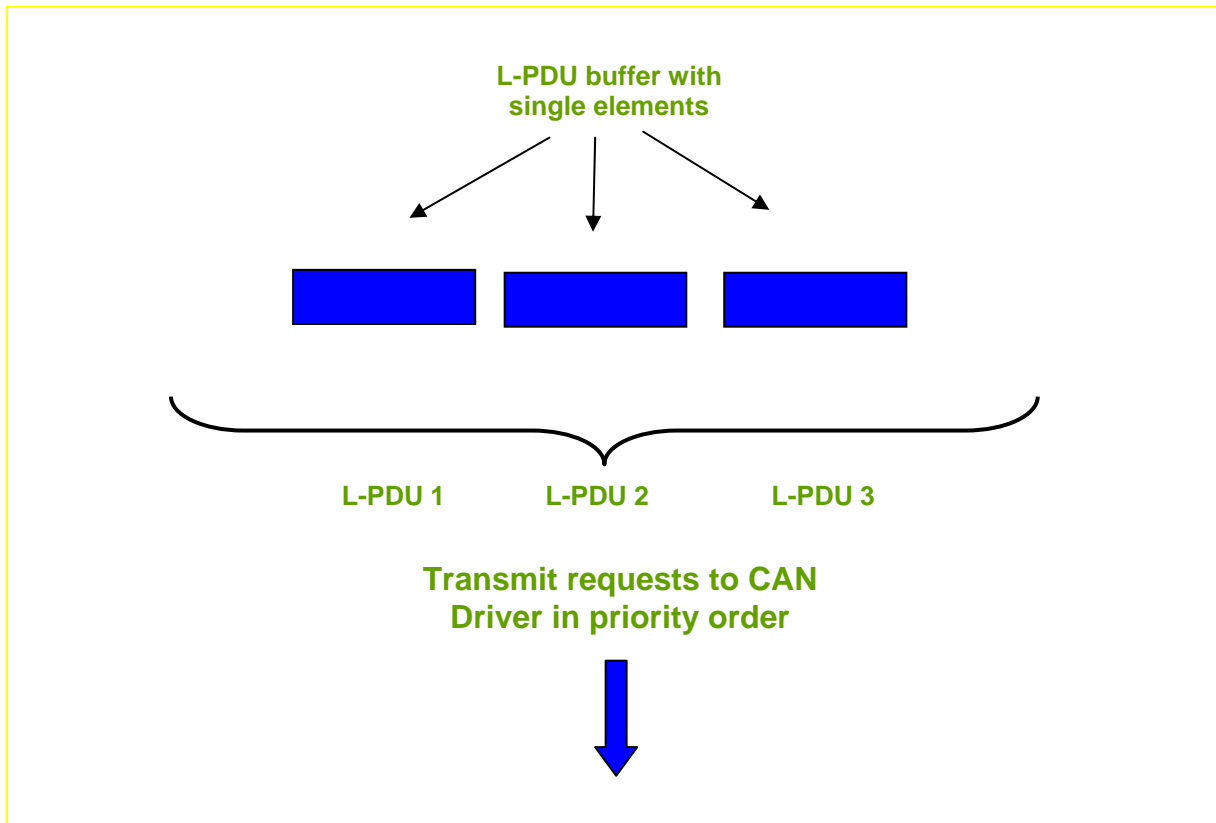 L-PDU buffer with
single elements
L-PDU 1 L-PDU 2 L-PDU 3
Transmit requests to CAN
Driver in priority order